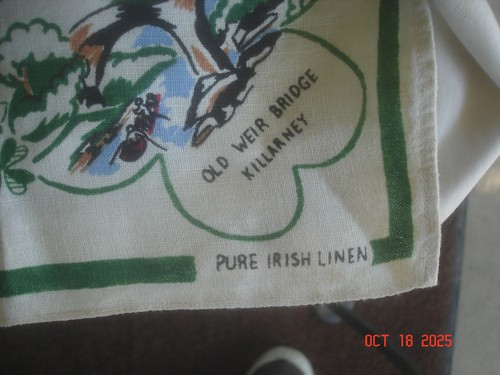 OLD WEIR BRIDGE
KILLARNEY
PURE IRISH LINEN
OCT 18 2025